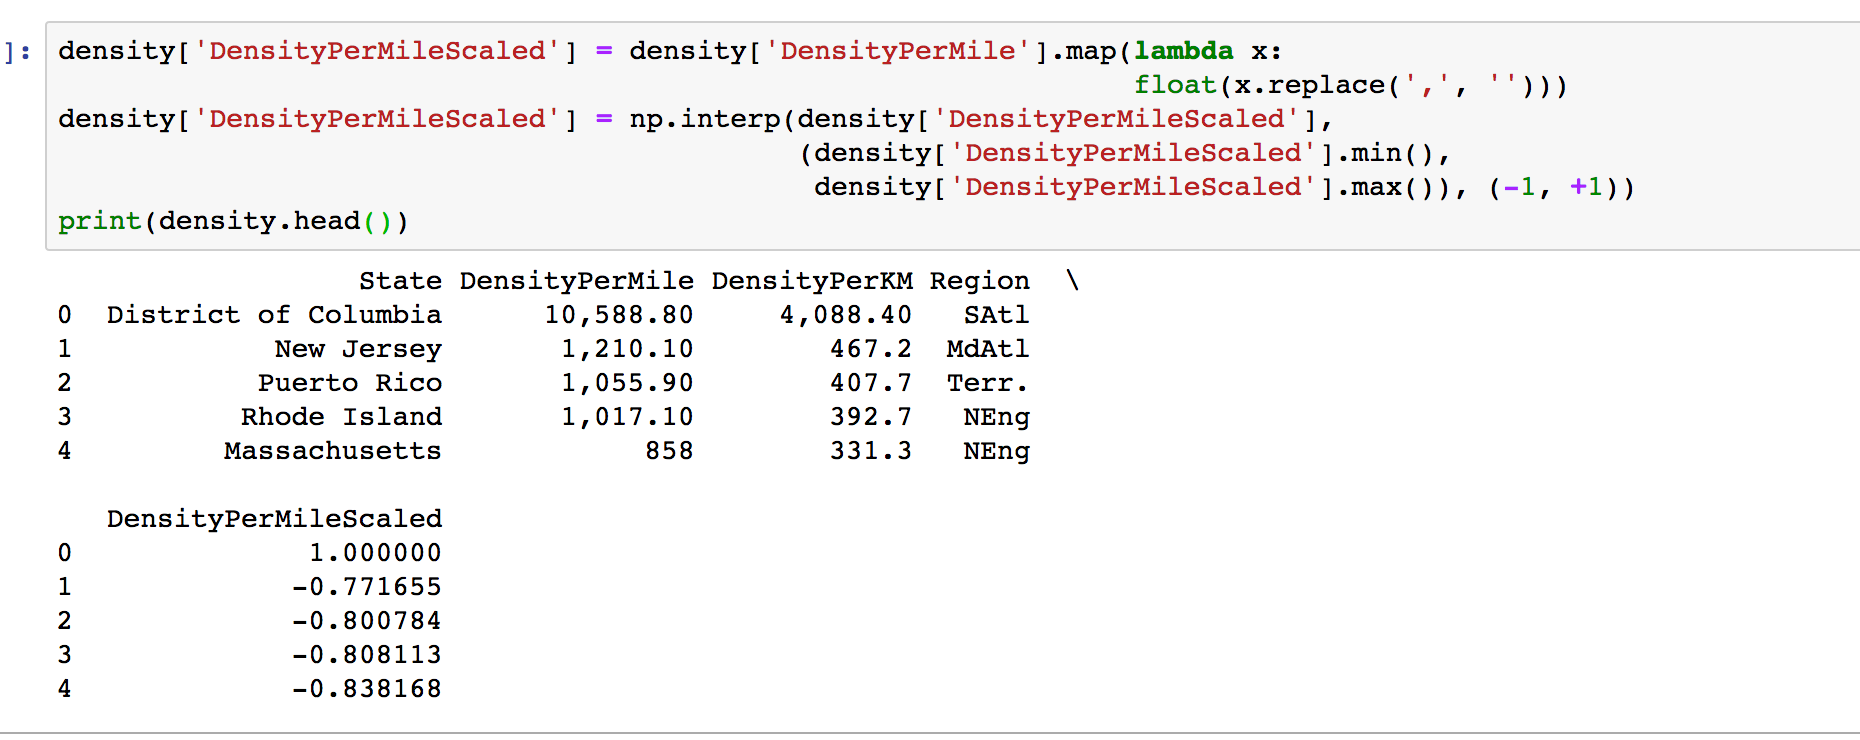 ]: density['DensityPerMileScaled'] = density['DensityPerMile'].map(lambda x:
float(x.replace(',', '')))
density['DensityPerMileScaled'] = np.interp(density['DensityPerMileScaled'],
(density['DensityPerMileScaled'].min(),
density['DensityPerMileScaled'].max()), (-1, +1))
print(density.head())
State DensityPerMile DensityPerKM Region \
0 District of Columbia 10,588.80 4,088.40 SAtl
1 New Jersey 1,210.10 467.2 MdAtl
2 Puerto Rico 1,055.90 407.7 Terr.
3 Rhode Island 1,017.10 392.7 NEng
4 Massachusetts 858 331.3 NEng
DensityPerMileScaled
0 1.000000
1 -0.771655
2 -0.800784
3 -0.808113
4 -0.838168